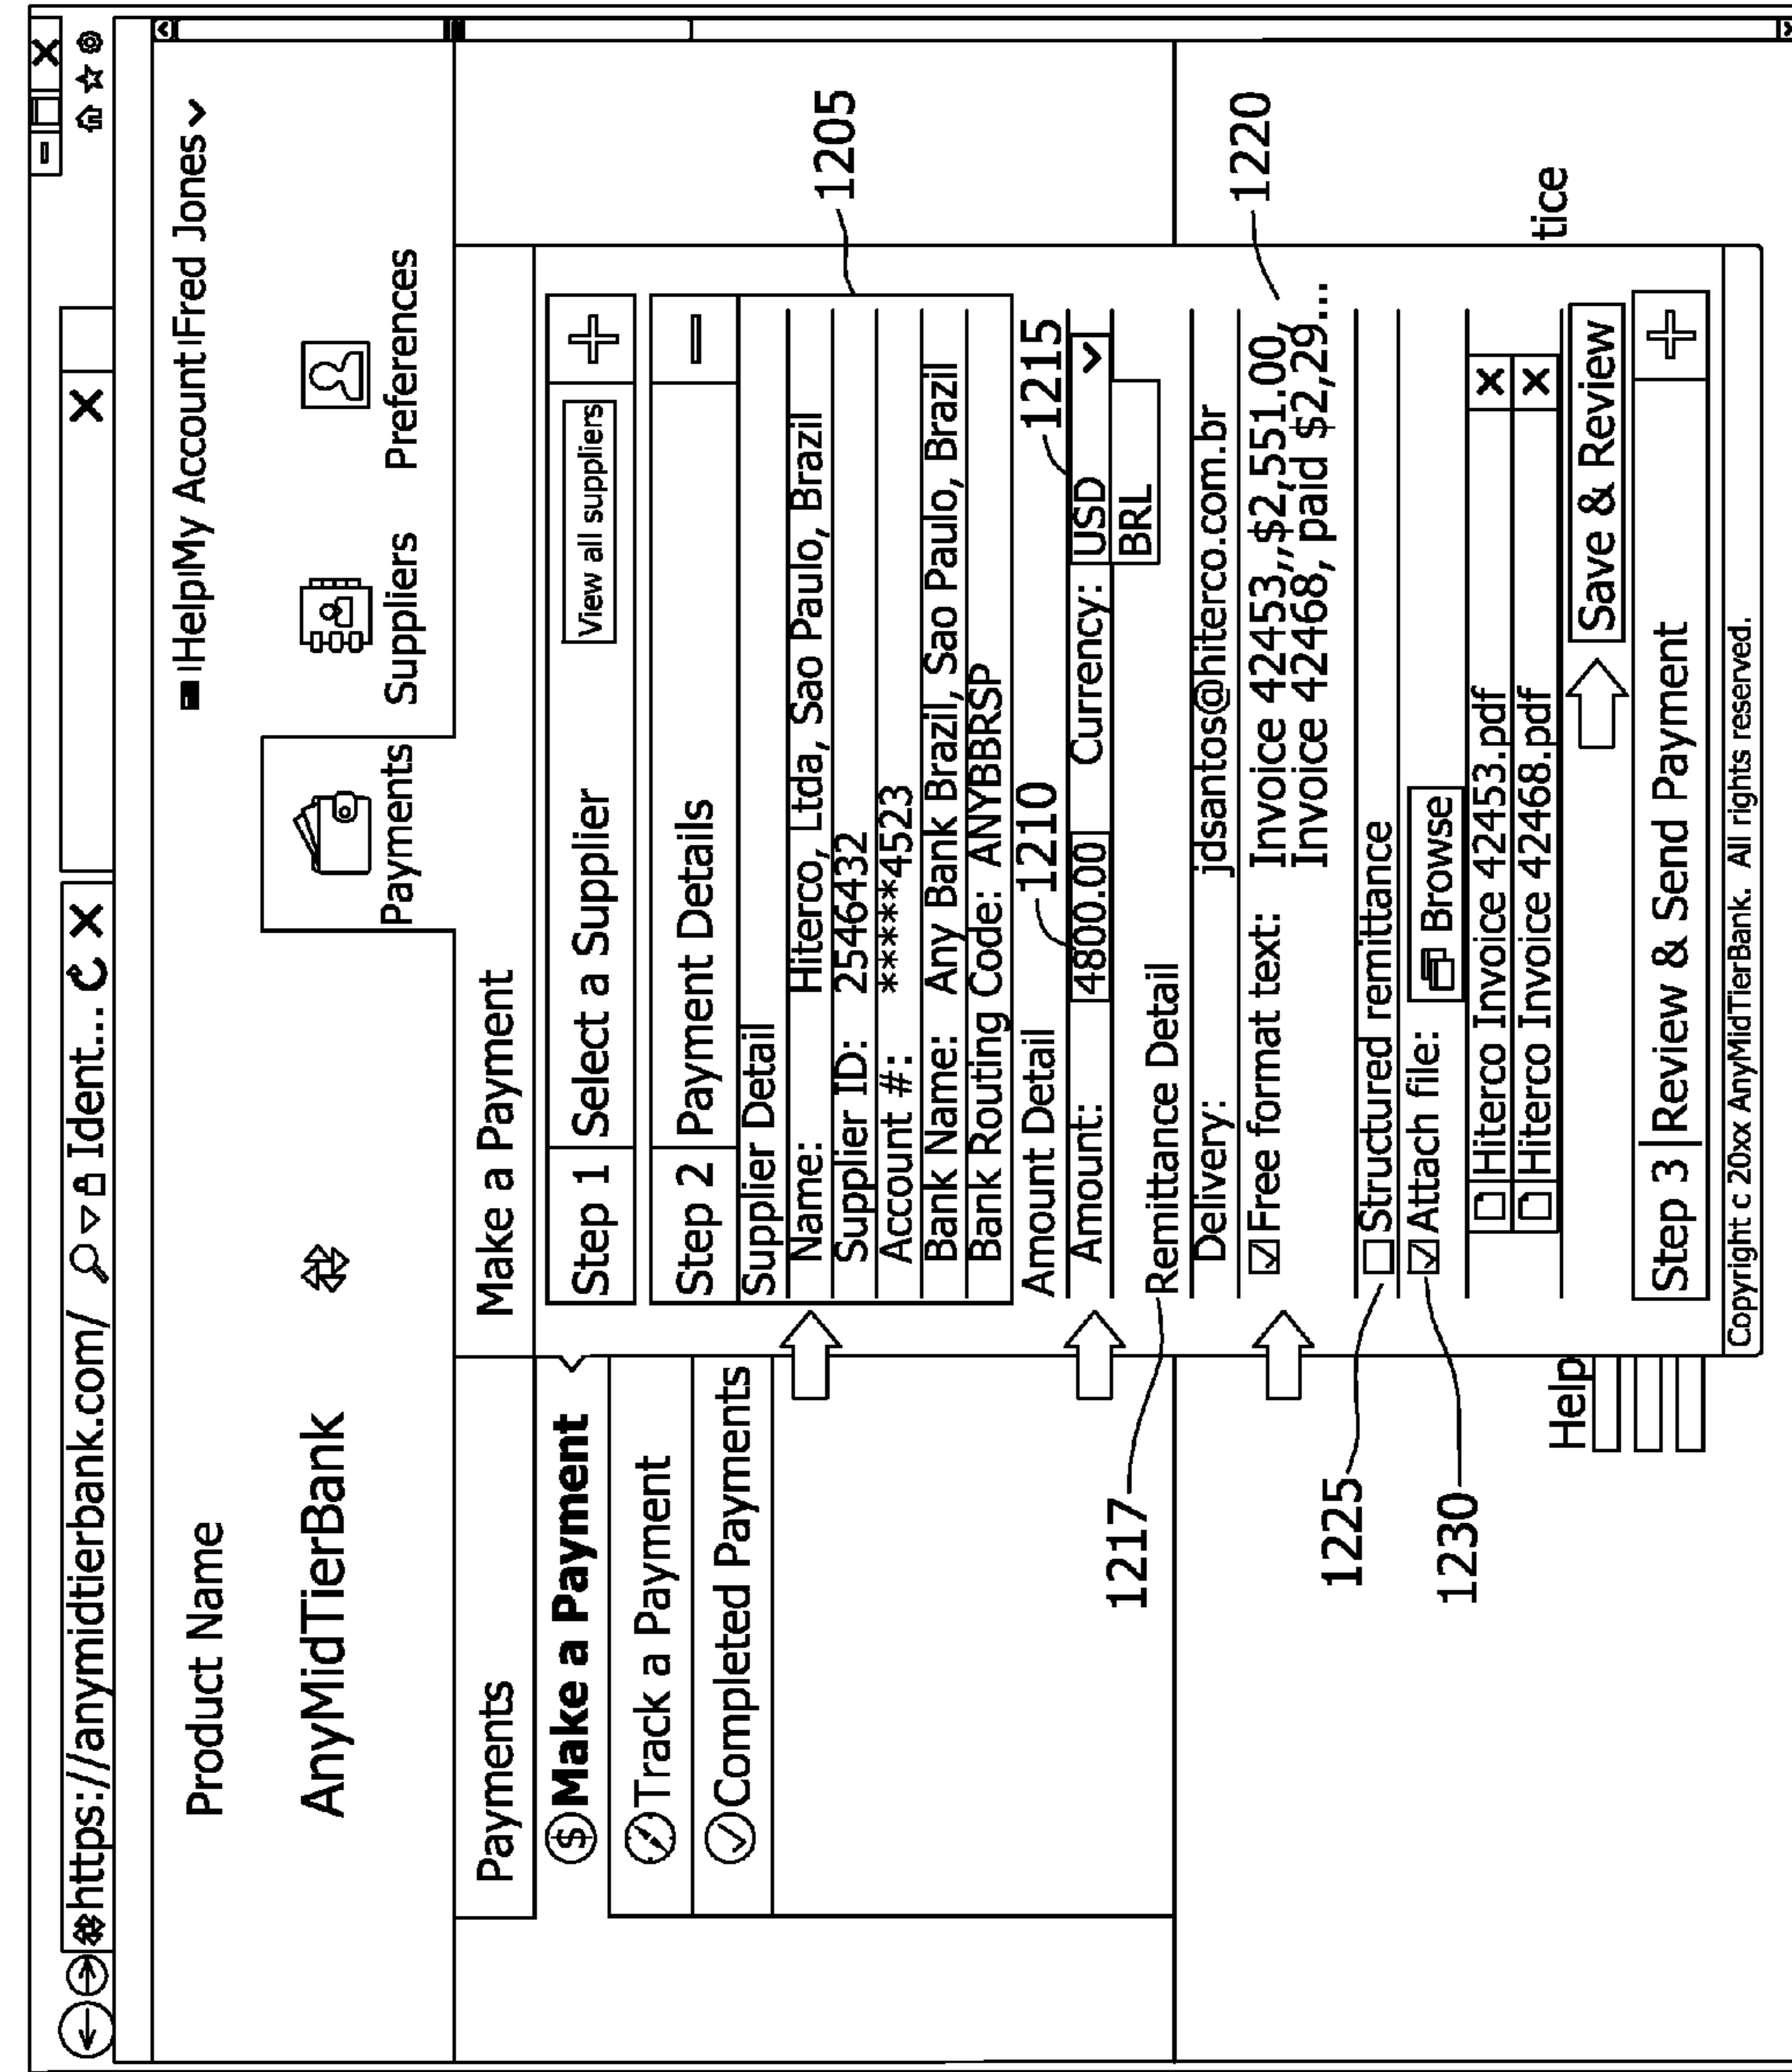 https://anymidtierbank.com/ Ident...
Product Name
Help|My Account|Fred Jones
AnyMidTierBank
Payments Suppliers Preferences
Payments
Make a Payment
Track a Payment
Completed Payments
Make a Payment
Step 1 Select a Supplier View all suppliers
Step 2 Payment Details
Supplier Detail
Name: Hiterco, Ltda, Sao Paulo, Brazil
1205
Supplier ID: 2546432
Account #: *****4523
Bank Name: Any Bank Brazil, Sao Paulo, Brazil
Bank Routing Code: ANYBBRSP
Amount Detail 1210 1215
Amount: 4800.00 Currency: USD
BRL
1217
Remittance Detail
Delivery: jdsantos@hiterco.com.br
Free format text: Invoice 42453,,$2,551.00,
1220
Invoice 42468, paid $2,29...
1225
Structured remittance
1230
Attach file: Browse
Hiterco Invoice 42453.pdf X
Hiterco Invoice 42468.pdf X
Help
tice
Save & Review
Step 3 Review & Send Payment
Copyright c 20xx AnyMidTierBank. All rights reserved.